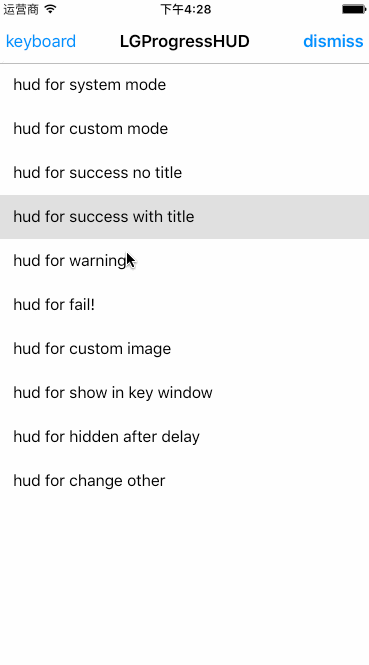 运营商 下午4:28
keyboard LGProgressHUD dismiss
hud for system mode
hud for custom mode
hud for success no title
hud for success with title
hud for warning
hud for fail!
hud for custom image
hud for show in key window
hud for hidden after delay
hud for change other